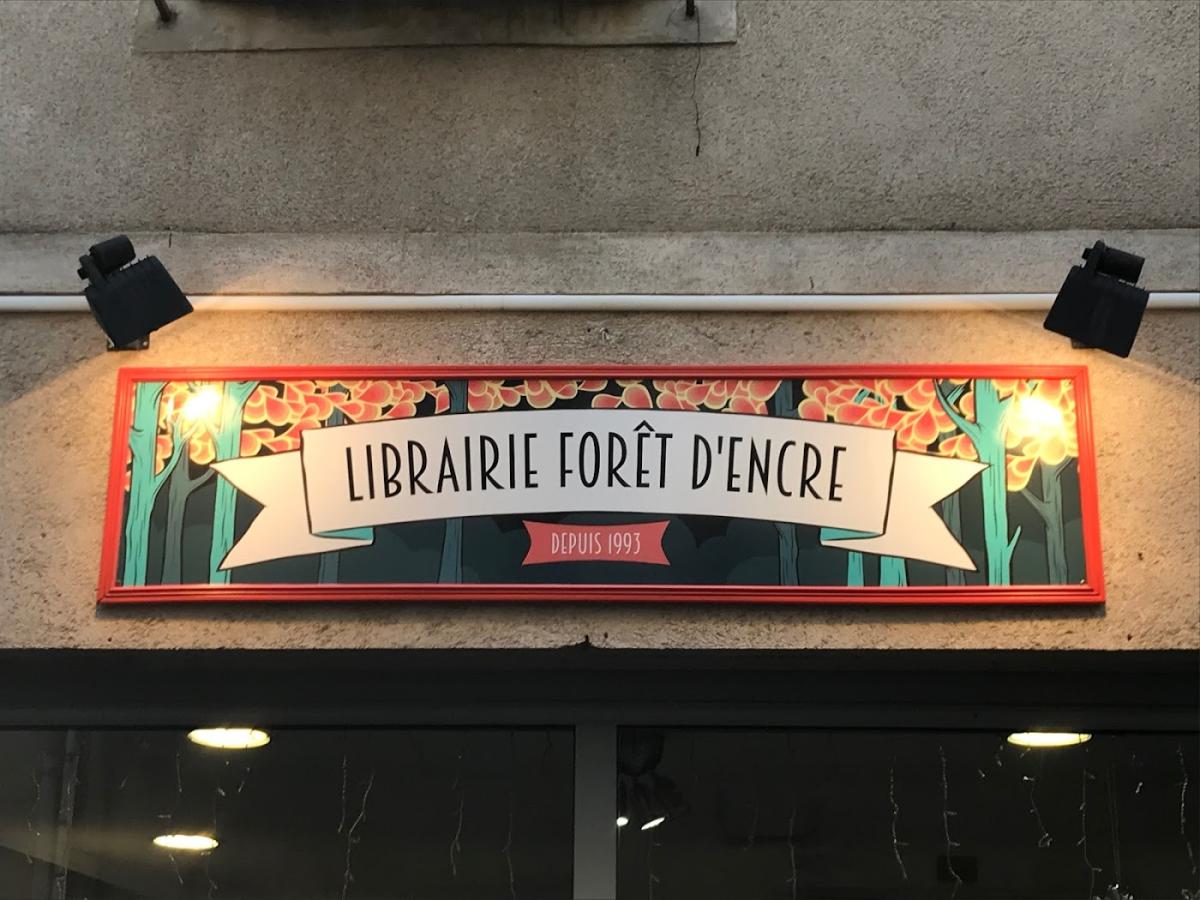 LIBRAIRIE FORÊT D'ENCRE
DEPUIS 1993